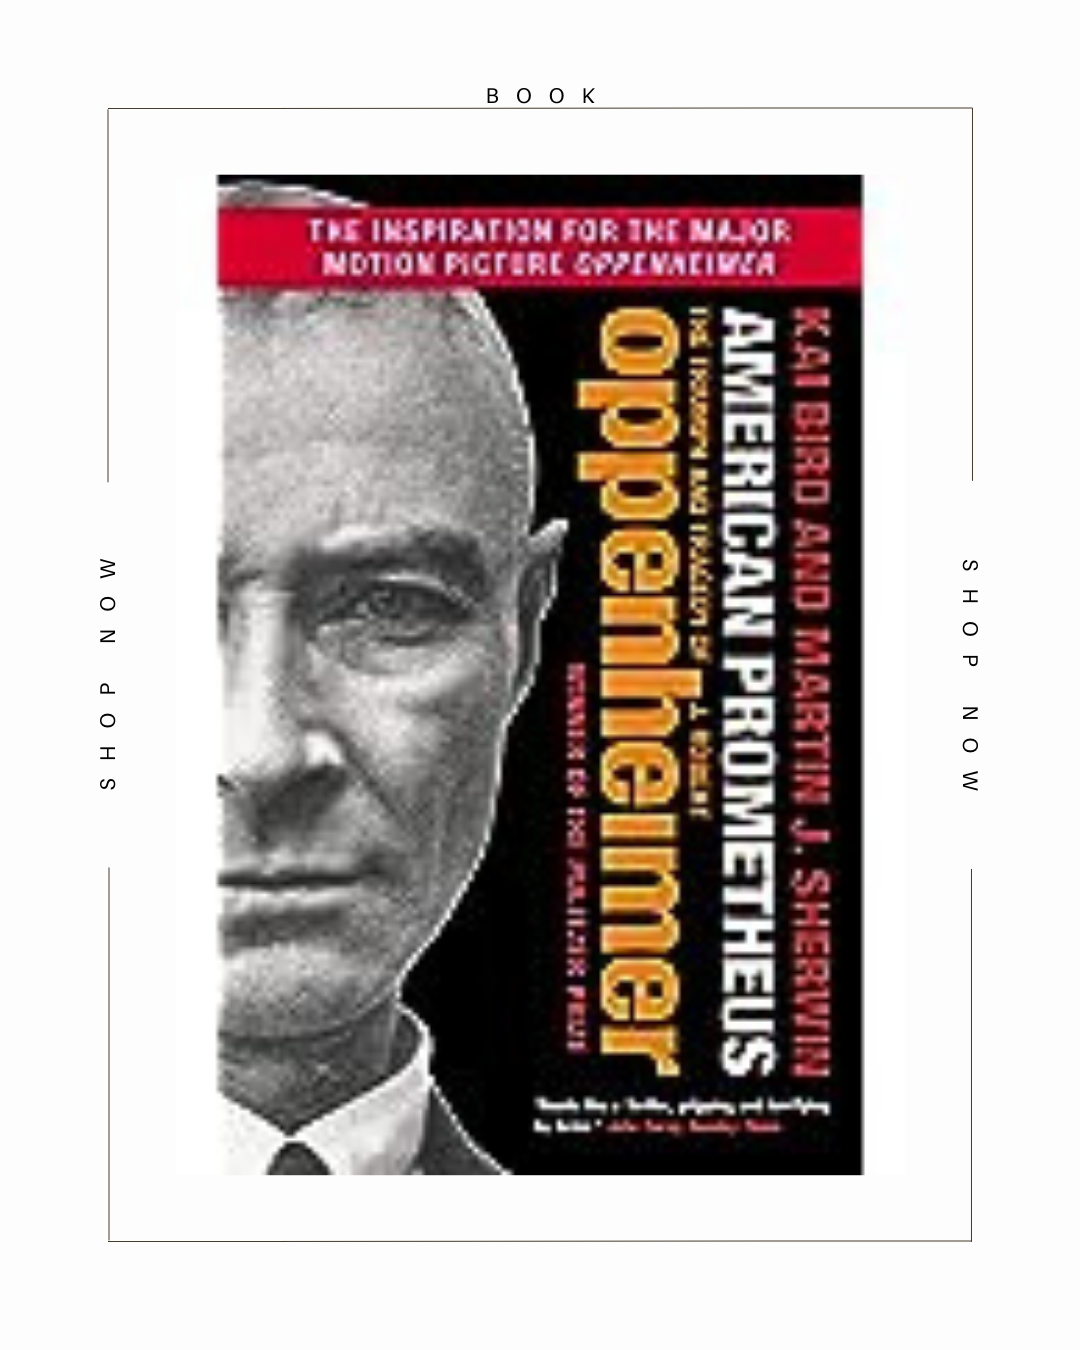 BOOK
THE INSPIRATION FOR THE MAJOR
MOTION PICTURE OPPENHEIMER
KAI BIRD AND MARTIN J. SHERWIN
AMERICAN PROMETHEUS
THE TRIUMPH AND TRAGEDY OF J. ROBERT
oppenheimer
WINNER OF THE PULITZER PRIZE
SHOP NOW
SHOP NOW